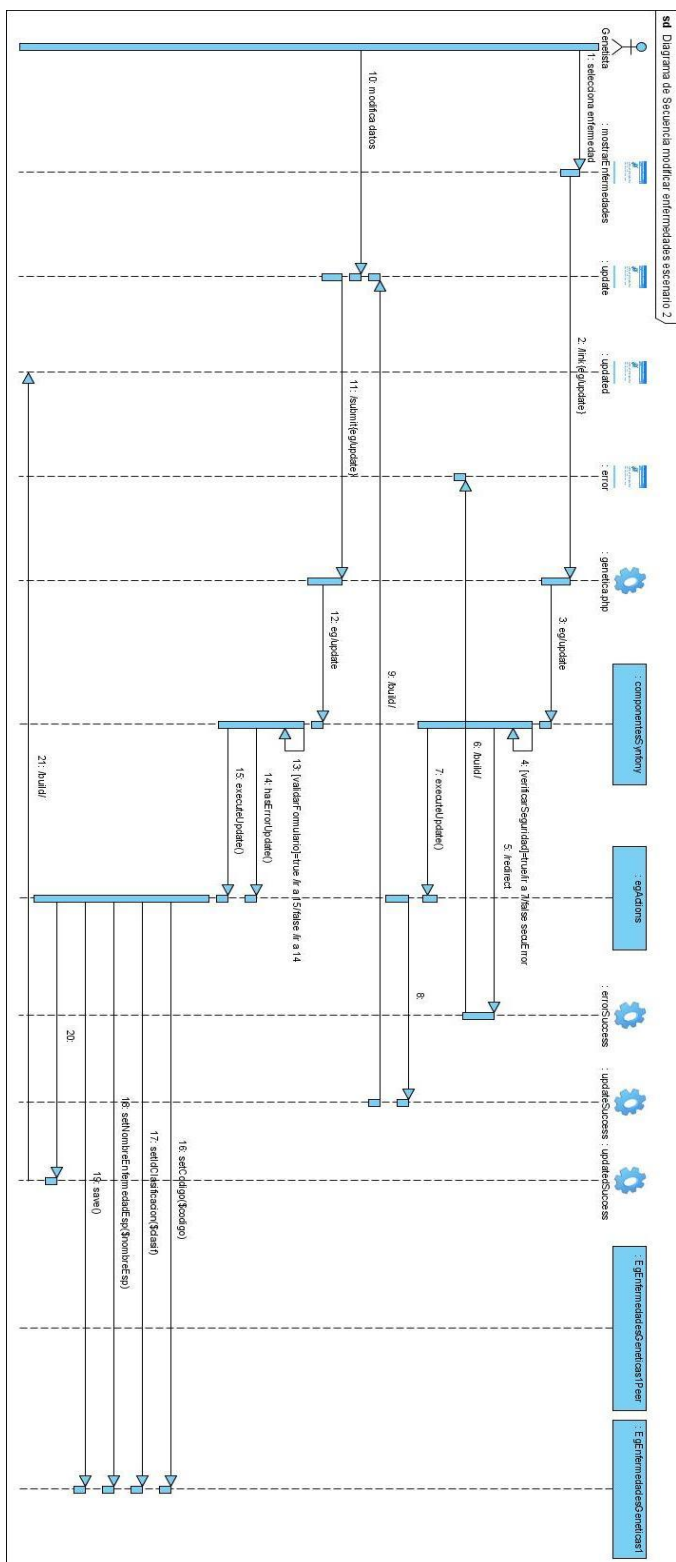 sd Diagrama de Secuencia modificar enfermedades escenario 2
Genetista
: mostrarEnfermedades
: update
: updated
: error
: genetica.php
: componentesSynfony
: egActions
: errorSuccess
: updateSuccess
: updatedSuccess
: EgEnfermedadesGeneticas1Peer
: EgEnfermedadesGeneticas1
1: selecciona enfermedad
2: /link{eg/update}
3: eg/update
4: [verificarSeguridad]=true/ir a 7/false secuError
5: /redirect
6: /build/
7: executeUpdate()
8:
9: /build/
10: modifica datos
11: /submit{eg/update}
12: eg/update
13: [validarFormulario]=true /ir a 15/false /ir a 14
14: hasErrorUpdate()
15: executeUpdate()
16: setCodigo($codigo)
17: setIdClasificacion($clasif)
18: setNombreEnfermedadEsp($nombreEsp)
19: save()
20:
21: /build/